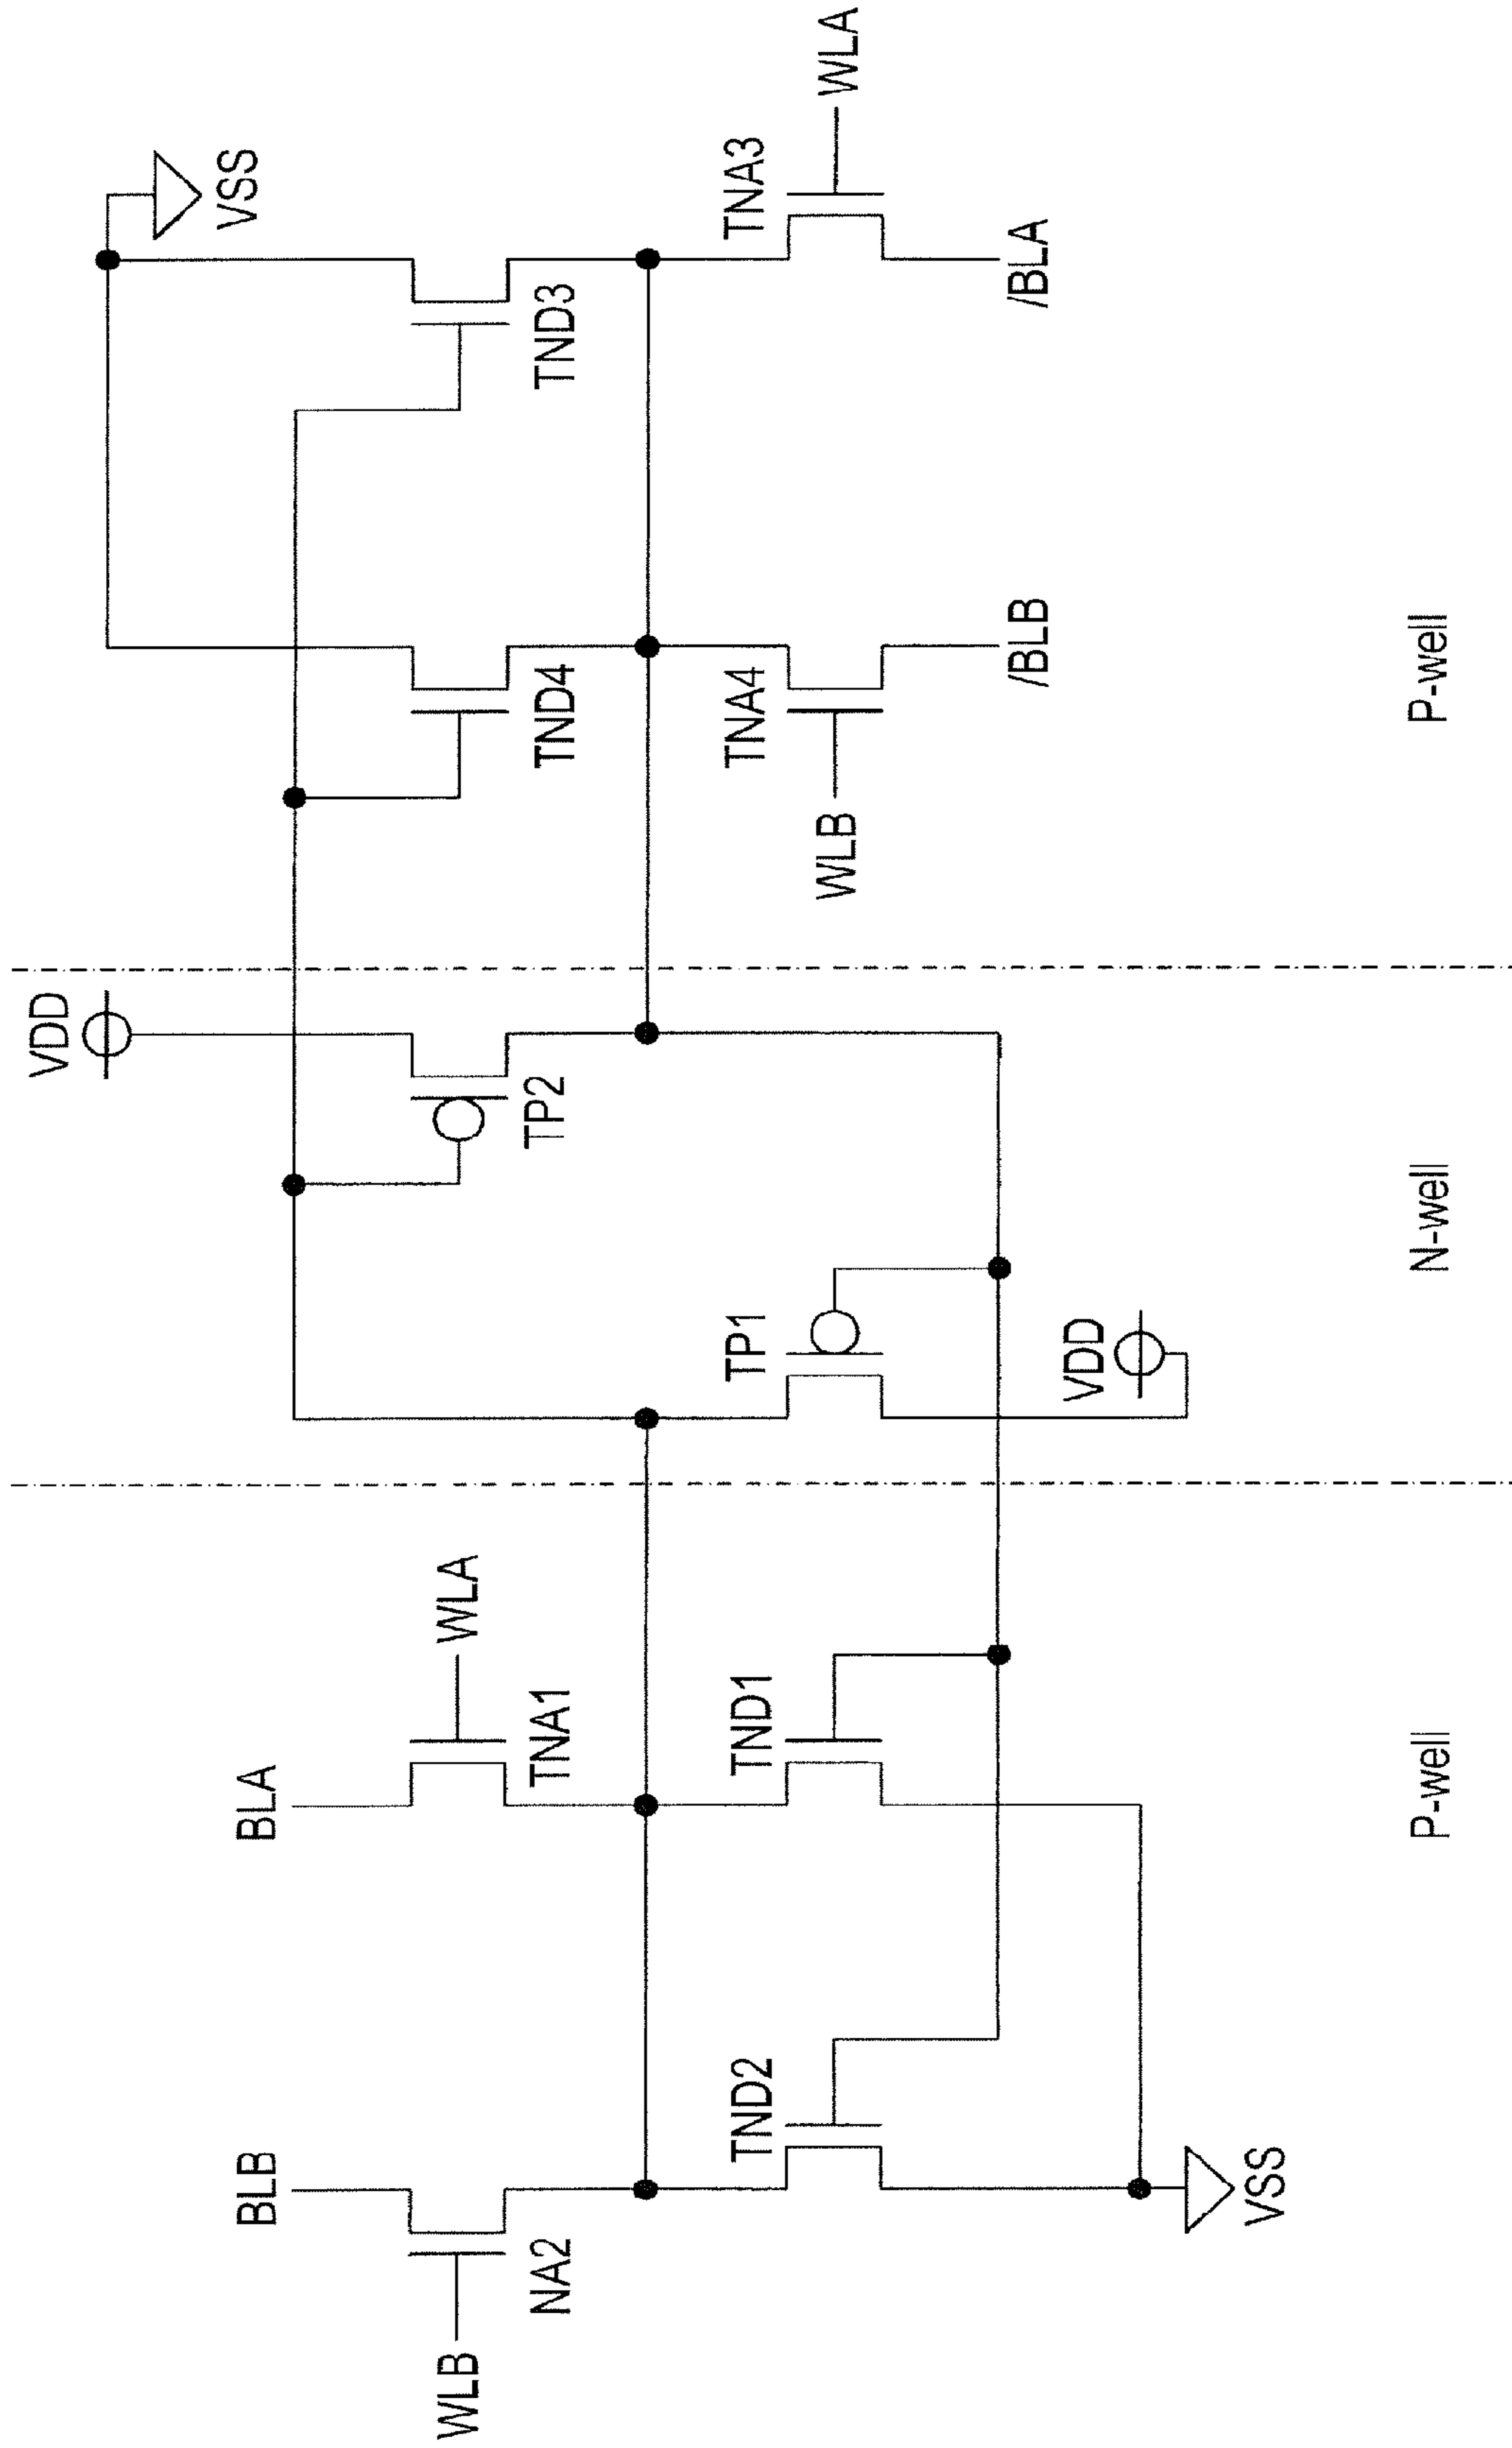 BLB
BLA
VDD
VSS
WLB
NA2
WLA
TNA1
TP2
TND4
TND3
TND2
TND1
TP1
WLB
TNA4
TNA3
WLA
VSS
VDD
/BLB
/BLA
P-well
N-well
P-well